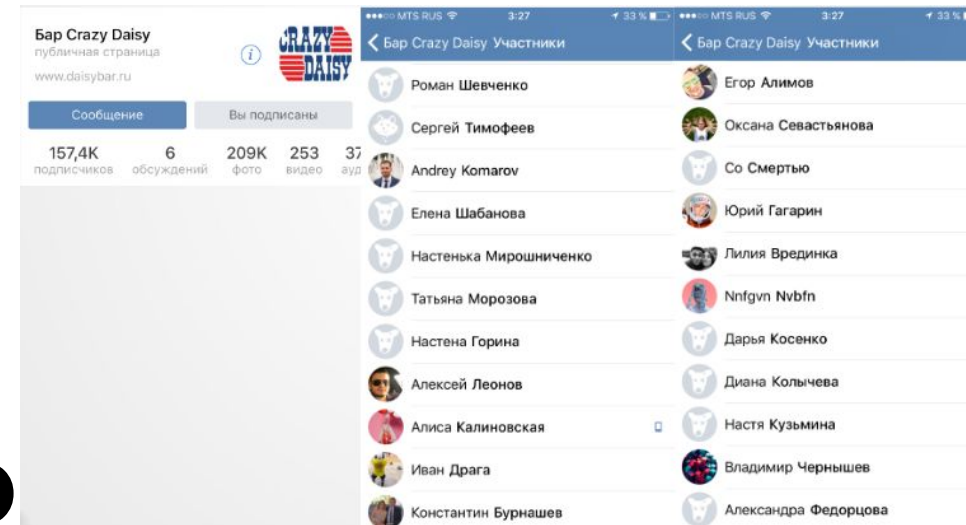 Бар Crazy Daisy
публичная страница
www.daisybar.ru
CRAZY
DAISY
Сообщение
Вы подписаны
157,4K 6 209K 253
подписчиков обсуждений фото видео
MTS RUS 3:27 33 %
Бар Crazy Daisy Участники
Роман Шевченко
Сергей Тимофеев
Andrey Komarov
Елена Шабанова
Настенька Мирошниченко
Татьяна Морозова
Настена Горина
Алексей Леонов
Алиса Калиновская
Иван Драга
Константин Бурнашев
MTS RUS 3:27 33 %
Бар Crazy Daisy Участники
Егор Алимов
Оксана Севастьянова
Со Смертью
Юрий Гагарин
Лилия Врединка
Nnfgvn Nvbfn
Дарья Косенко
Диана Колычева
Настя Кузьмина
Владимир Чернышев
Александра Федорцова